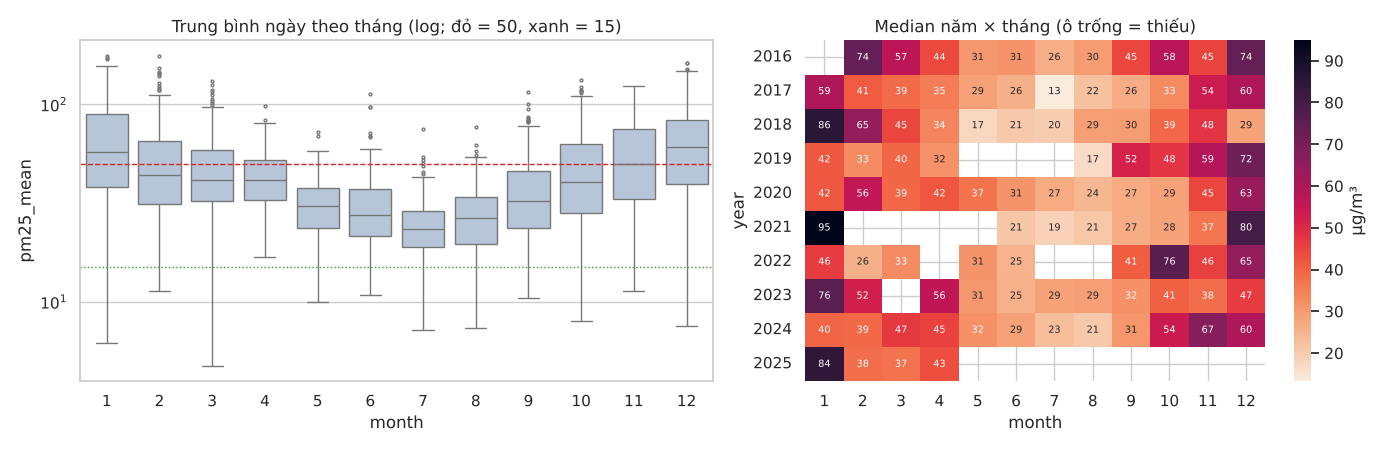 Trung bình ngày theo tháng (log; đỏ = 50, xanh = 15)
pm25_mean
10²
10¹
1 2 3 4 5 6 7 8 9 10 11 12
month
Median năm × tháng (ô trống = thiếu)
year
2016 74 57 44 31 31 26 30 45 58 45 74
2017 59 41 39 35 29 26 13 22 26 33 54 60
2018 86 65 45 34 17 21 20 29 30 39 48 29
2019 42 33 40 32 17 52 48 59 72
2020 42 56 39 42 37 31 27 24 27 29 45 63
2021 95 21 19 21 27 28 37 80
2022 46 26 33 31 25 41 76 46 65
2023 76 52 56 31 25 29 29 32 41 38 47
2024 40 39 47 45 32 29 23 21 31 54 67 60
2025 84 38 37 43
1 2 3 4 5 6 7 8 9 10 11 12
month
90
80
70
60
50
40
30
20
µg/m³